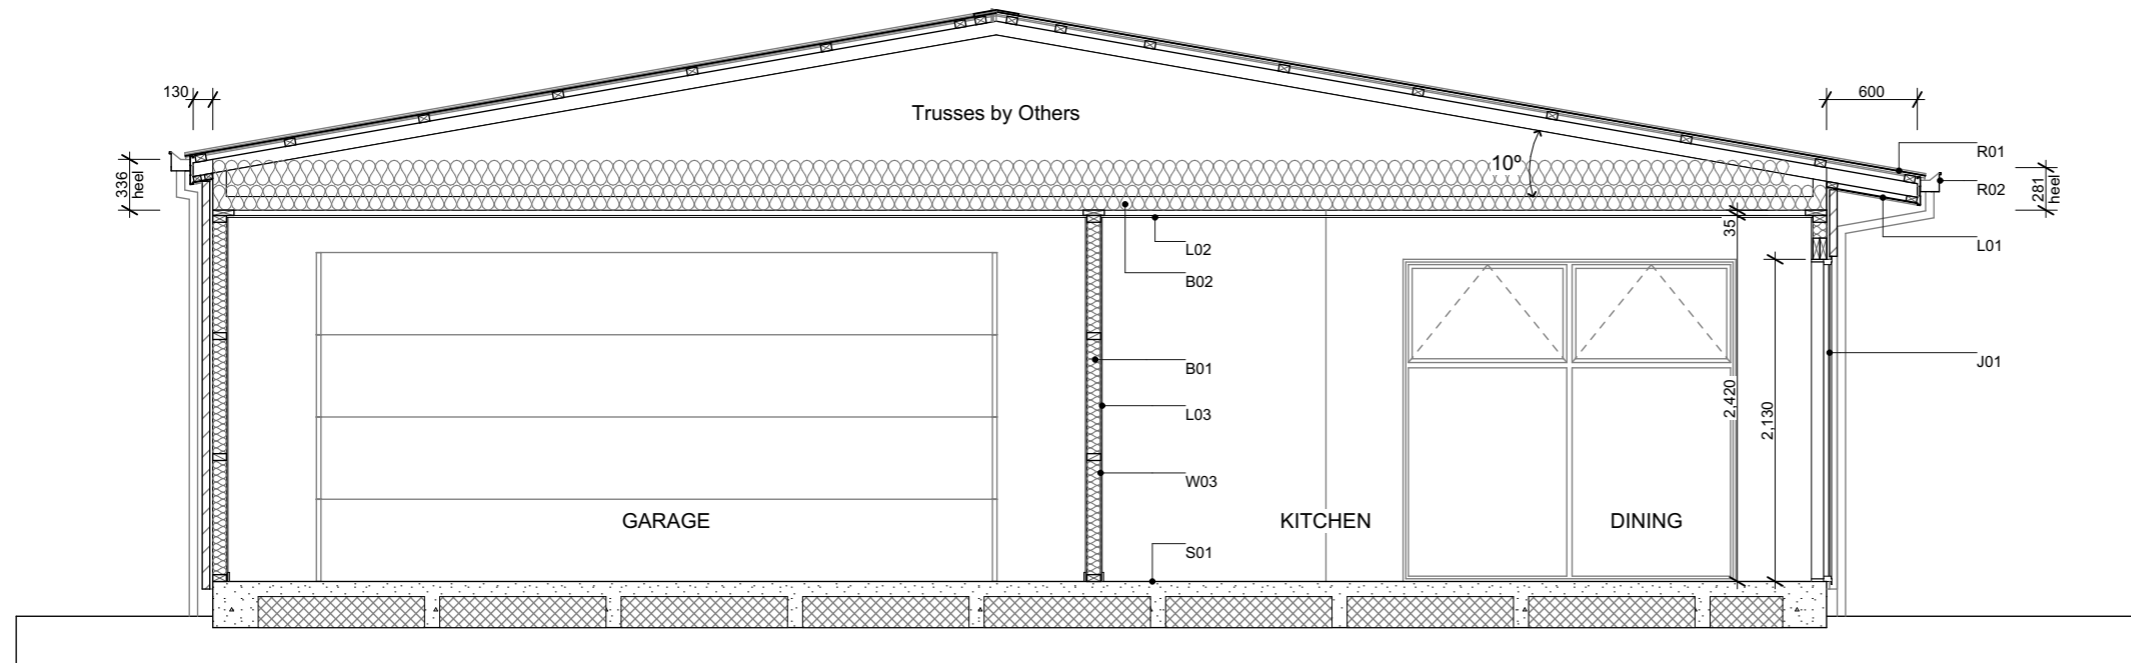 Trusses by Others
130
600
10º
R01
R02
336
heel
281
heel
35
L01
L02
B02
J01
B01
L03
2,420
2,130
W03
GARAGE
KITCHEN
DINING
S01